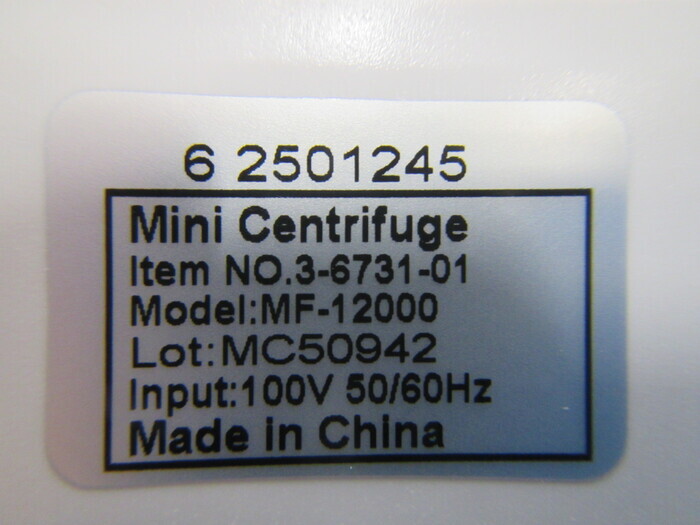 6 2501245
Mini Centrifuge
Item NO.3-6731-01
Model:MF-12000
Lot:MC50942
Input:100V 50/60Hz
Made in China